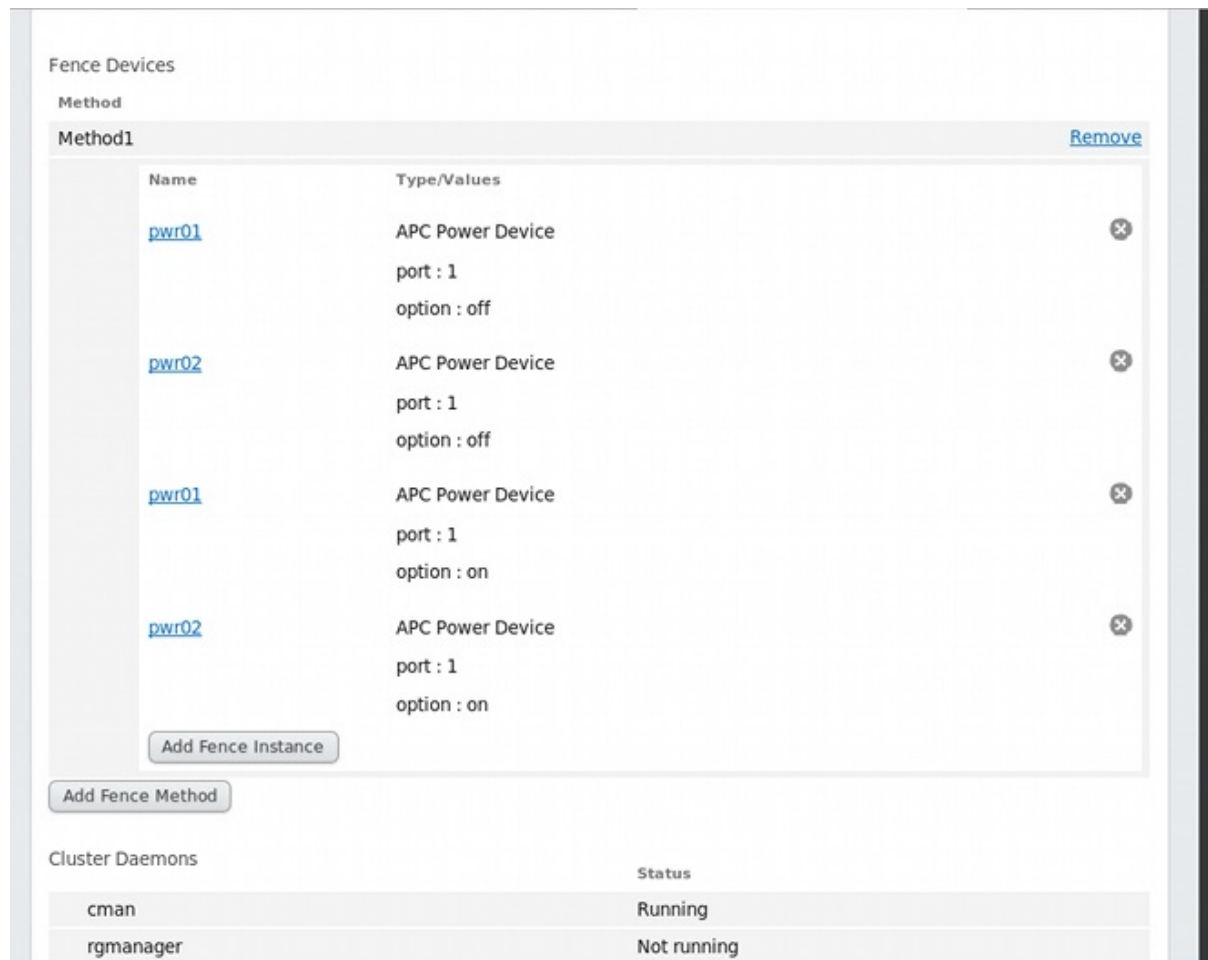 Fence Devices
Method
Method1 Remove
Name Type/Values
pwr01 APC Power Device
port : 1
option : off
pwr02 APC Power Device
port : 1
option : off
pwr01 APC Power Device
port : 1
option : on
pwr02 APC Power Device
port : 1
option : on
Add Fence Instance
Add Fence Method
Cluster Daemons
Status
cman Running
rgmanager Not running